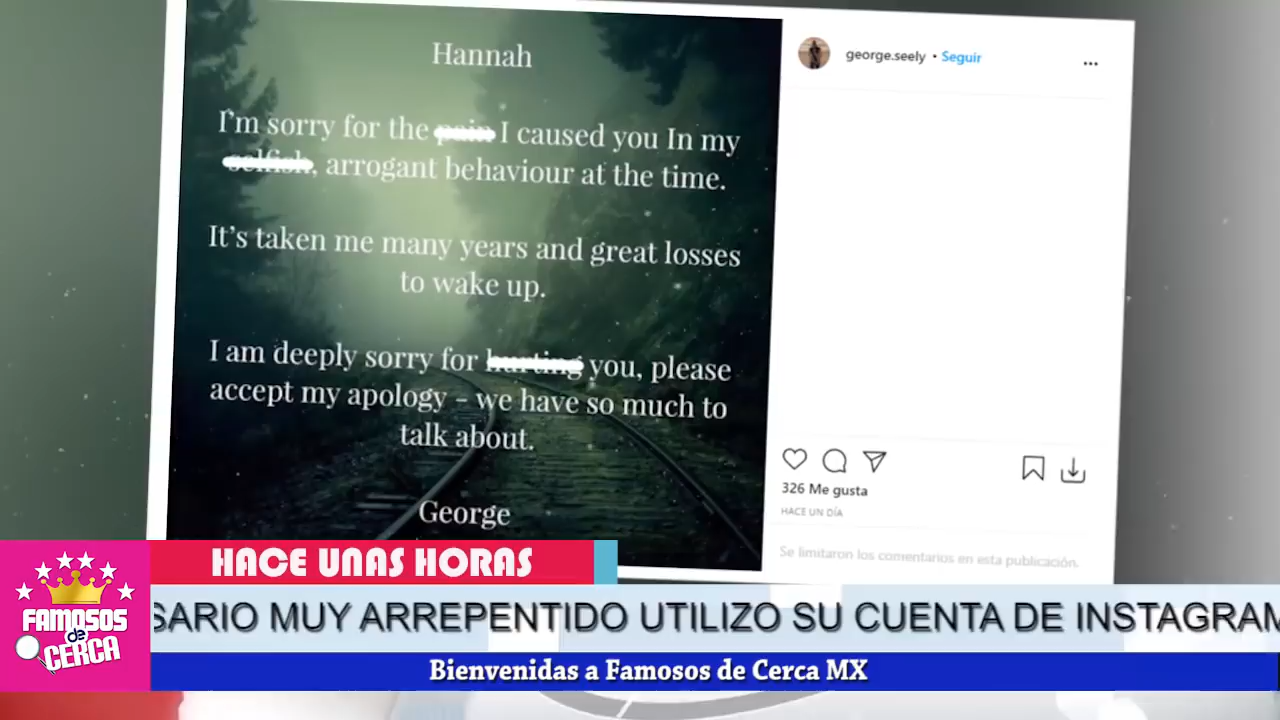 Hannah
I'm sorry for the pain I caused you In my
selfish, arrogant behaviour at the time.
It's taken me many years and great losses
to wake up.
I am deeply sorry for hurting you, please
accept my apology - we have so much to
talk about.
George
george.seely • Seguir
326 Me gusta
HACE UN DÍA
Se limitaron los comentarios en esta publicación.
HACE UNAS HORAS
SARIO MUY ARREPENTIDO UTILIZO SU CUENTA DE INSTAGRAM
FAMOSOS
de
CERCA
Bienvenidas a Famosos de Cerca MX